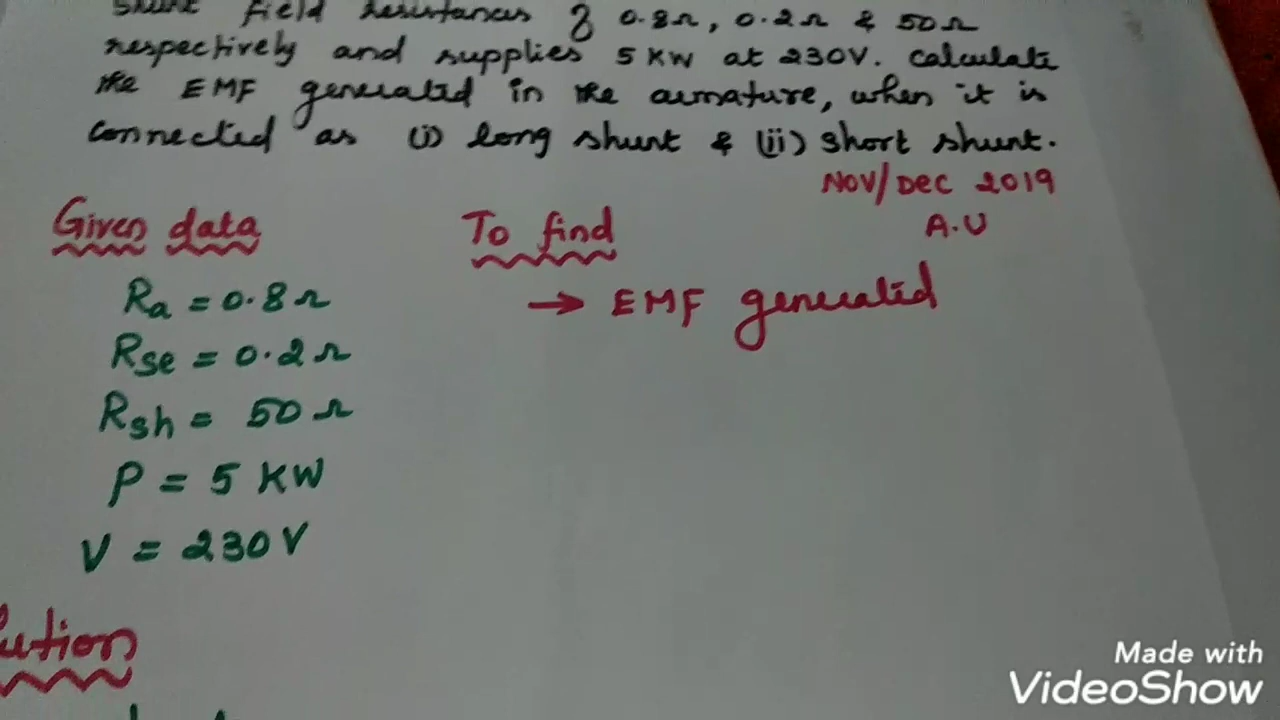 shunt field resistances of 0.8Ω, 0.2Ω & 50Ω
respectively and supplies 5 KW at 230V. calculate
the EMF generated in the armature, when it is
connected as (i) long shunt & (ii) short shunt.
NOV/DEC 2019
A.U
Given data
Ra = 0.8Ω
Rse = 0.2Ω
Rsh = 50Ω
P = 5 KW
V = 230V
To find
→ EMF generated
lution
Made with
VideoShow